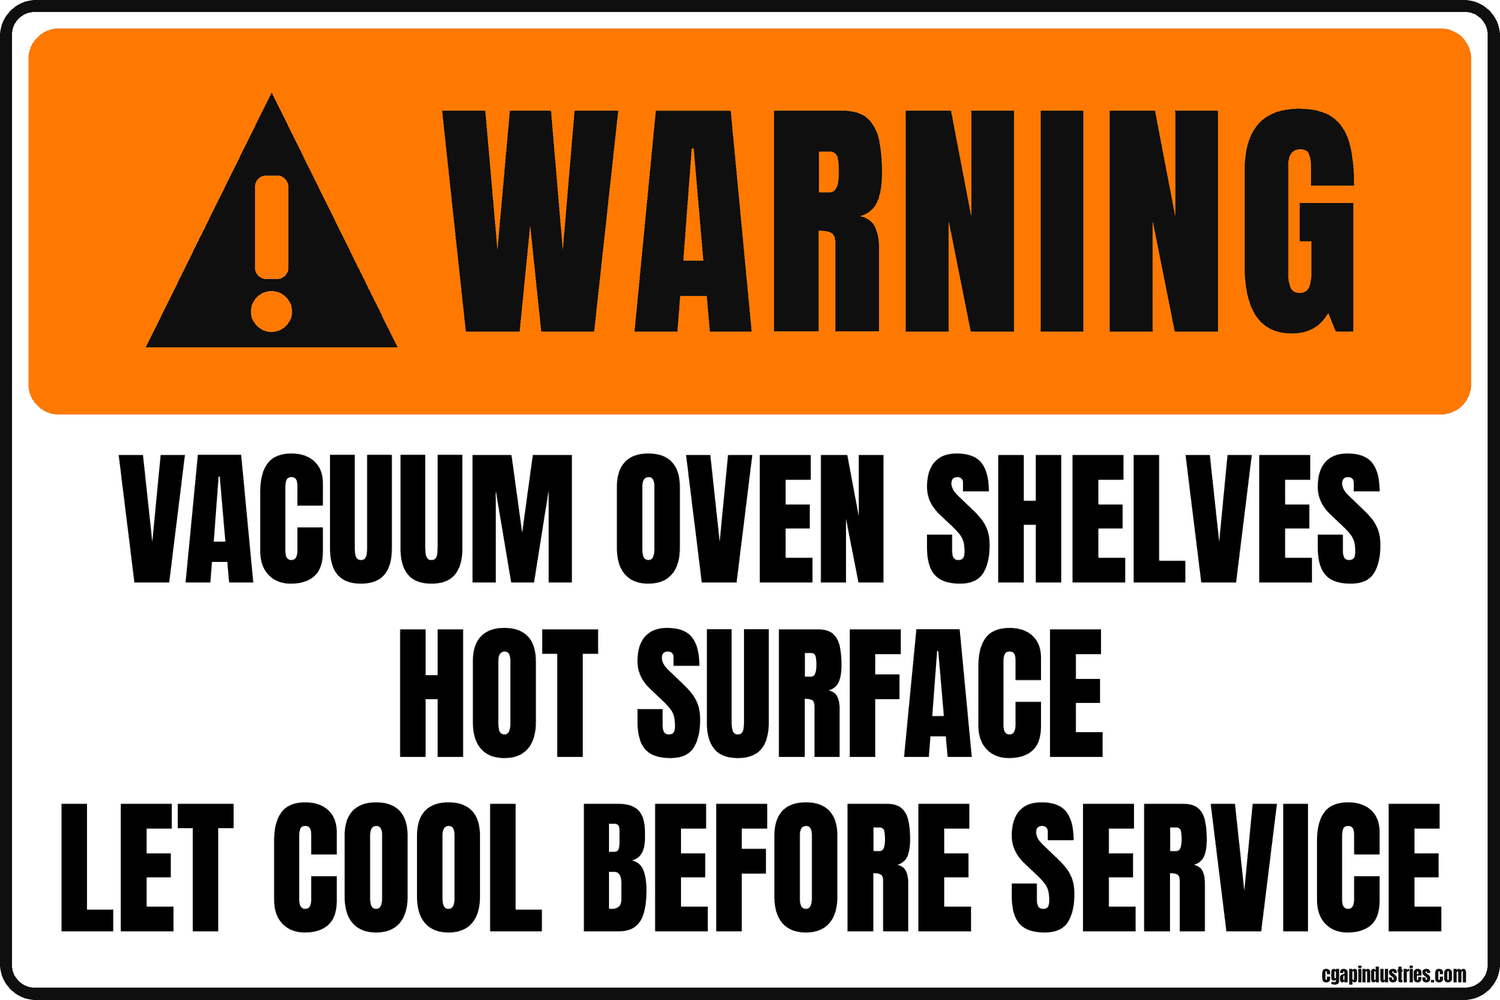 WARNING
VACUUM OVEN SHELVES
HOT SURFACE
LET COOL BEFORE SERVICE
cgapindustries.com